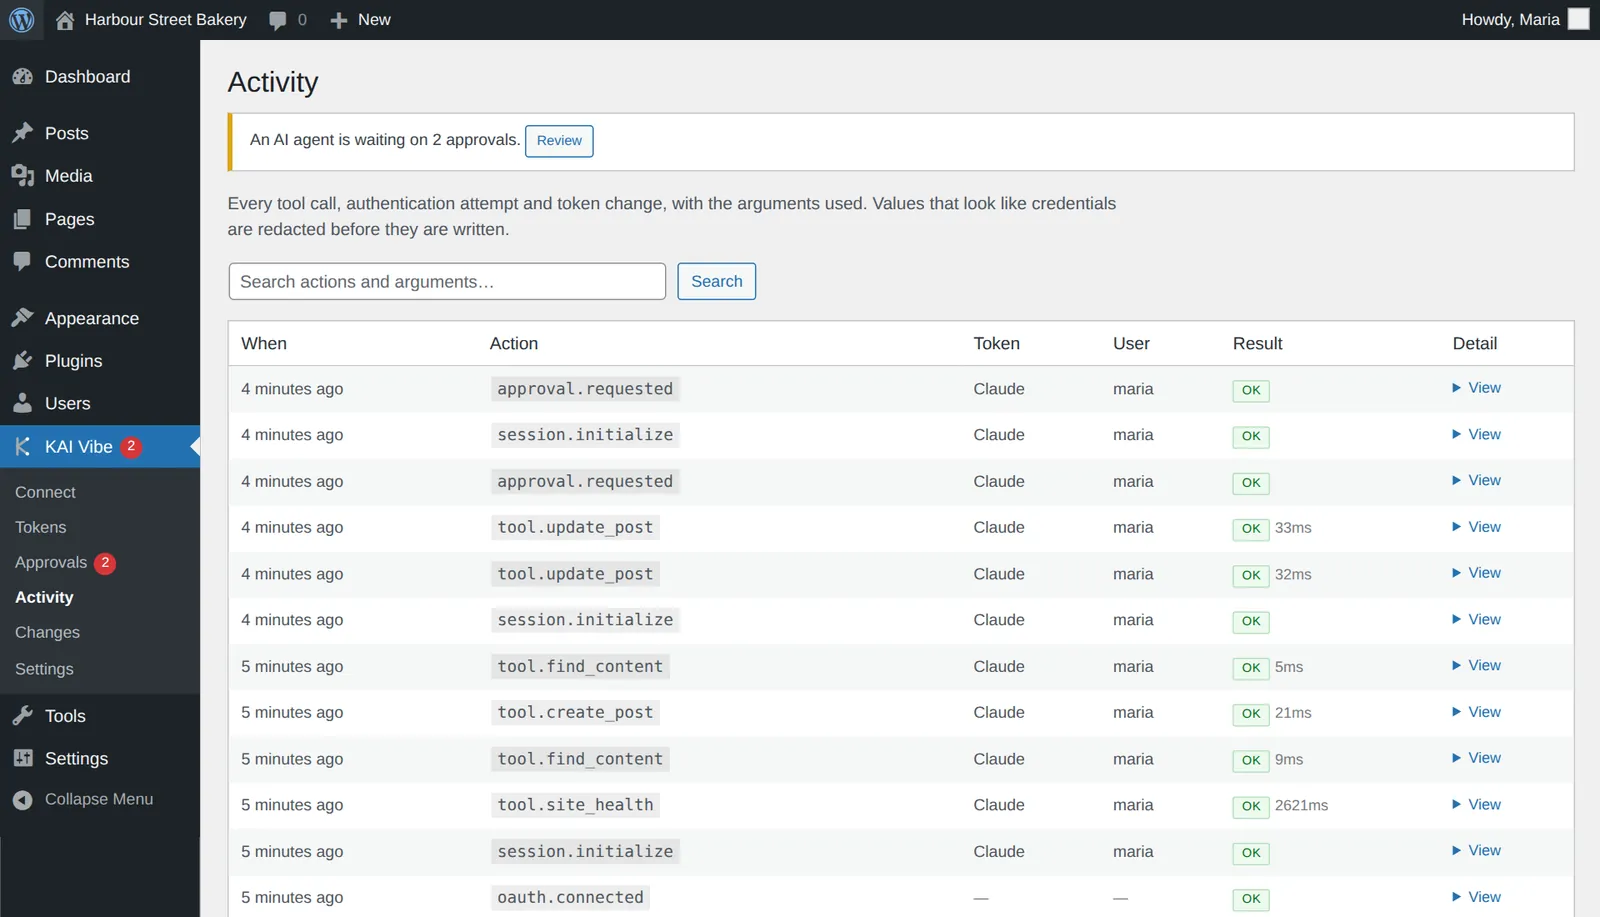 Harbour Street Bakery 0 New Howdy, Maria
Dashboard
Posts
Media
Pages
Comments
Appearance
Plugins
Users
KAI Vibe 2
Connect
Tokens
Approvals 2
Activity
Changes
Settings
Tools
Settings
Collapse Menu
Activity
An AI agent is waiting on 2 approvals. Review
Every tool call, authentication attempt and token change, with the arguments used. Values that look like credentials
are redacted before they are written.
Search actions and arguments… Search
When Action Token User Result Detail
4 minutes ago approval.requested Claude maria OK View
4 minutes ago session.initialize Claude maria OK View
4 minutes ago approval.requested Claude maria OK View
4 minutes ago tool.update_post Claude maria OK 33ms View
4 minutes ago tool.update_post Claude maria OK 32ms View
4 minutes ago session.initialize Claude maria OK View
5 minutes ago tool.find_content Claude maria OK 5ms View
5 minutes ago tool.create_post Claude maria OK 21ms View
5 minutes ago tool.find_content Claude maria OK 9ms View
5 minutes ago tool.site_health Claude maria OK 2621ms View
5 minutes ago session.initialize Claude maria OK View
5 minutes ago oauth.connected — — OK View